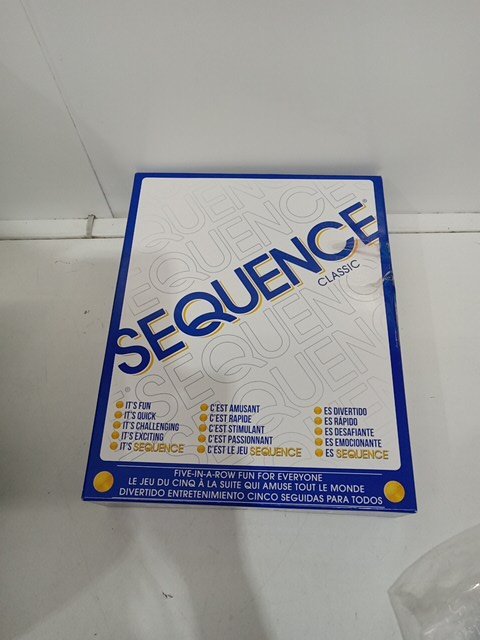 SEQUENCE®
CLASSIC
IT'S FUN
IT'S QUICK
IT'S CHALLENGING
IT'S EXCITING
IT'S SEQUENCE
C'EST AMUSANT
C'EST RAPIDE
C'EST STIMULANT
C'EST PASSIONNANT
C'EST LE JEU SEQUENCE
ES DIVERTIDO
ES RÁPIDO
ES DESAFIANTE
ES EMOCIONANTE
ES SEQUENCE
FIVE-IN-A-ROW FUN FOR EVERYONE
LE JEU DU CINQ À LA SUITE QUI AMUSE TOUT LE MONDE
DIVERTIDO ENTRETENIMIENTO CINCO SEGUIDAS PARA TODOS